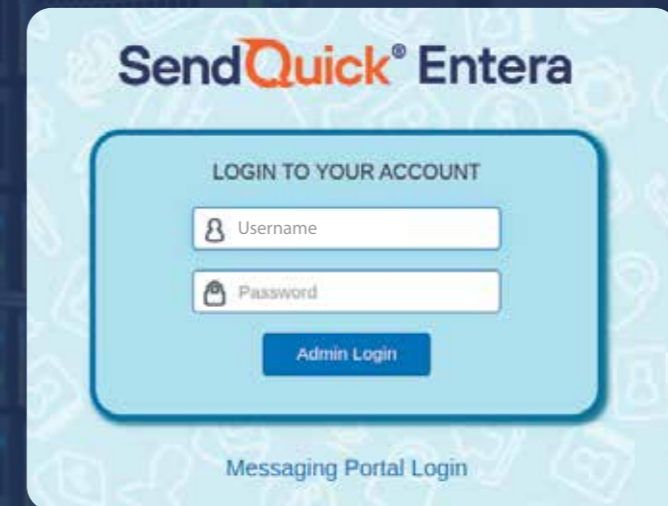 SendQuick® Entera
LOGIN TO YOUR ACCOUNT
Username
Password
Admin Login
Messaging Portal Login